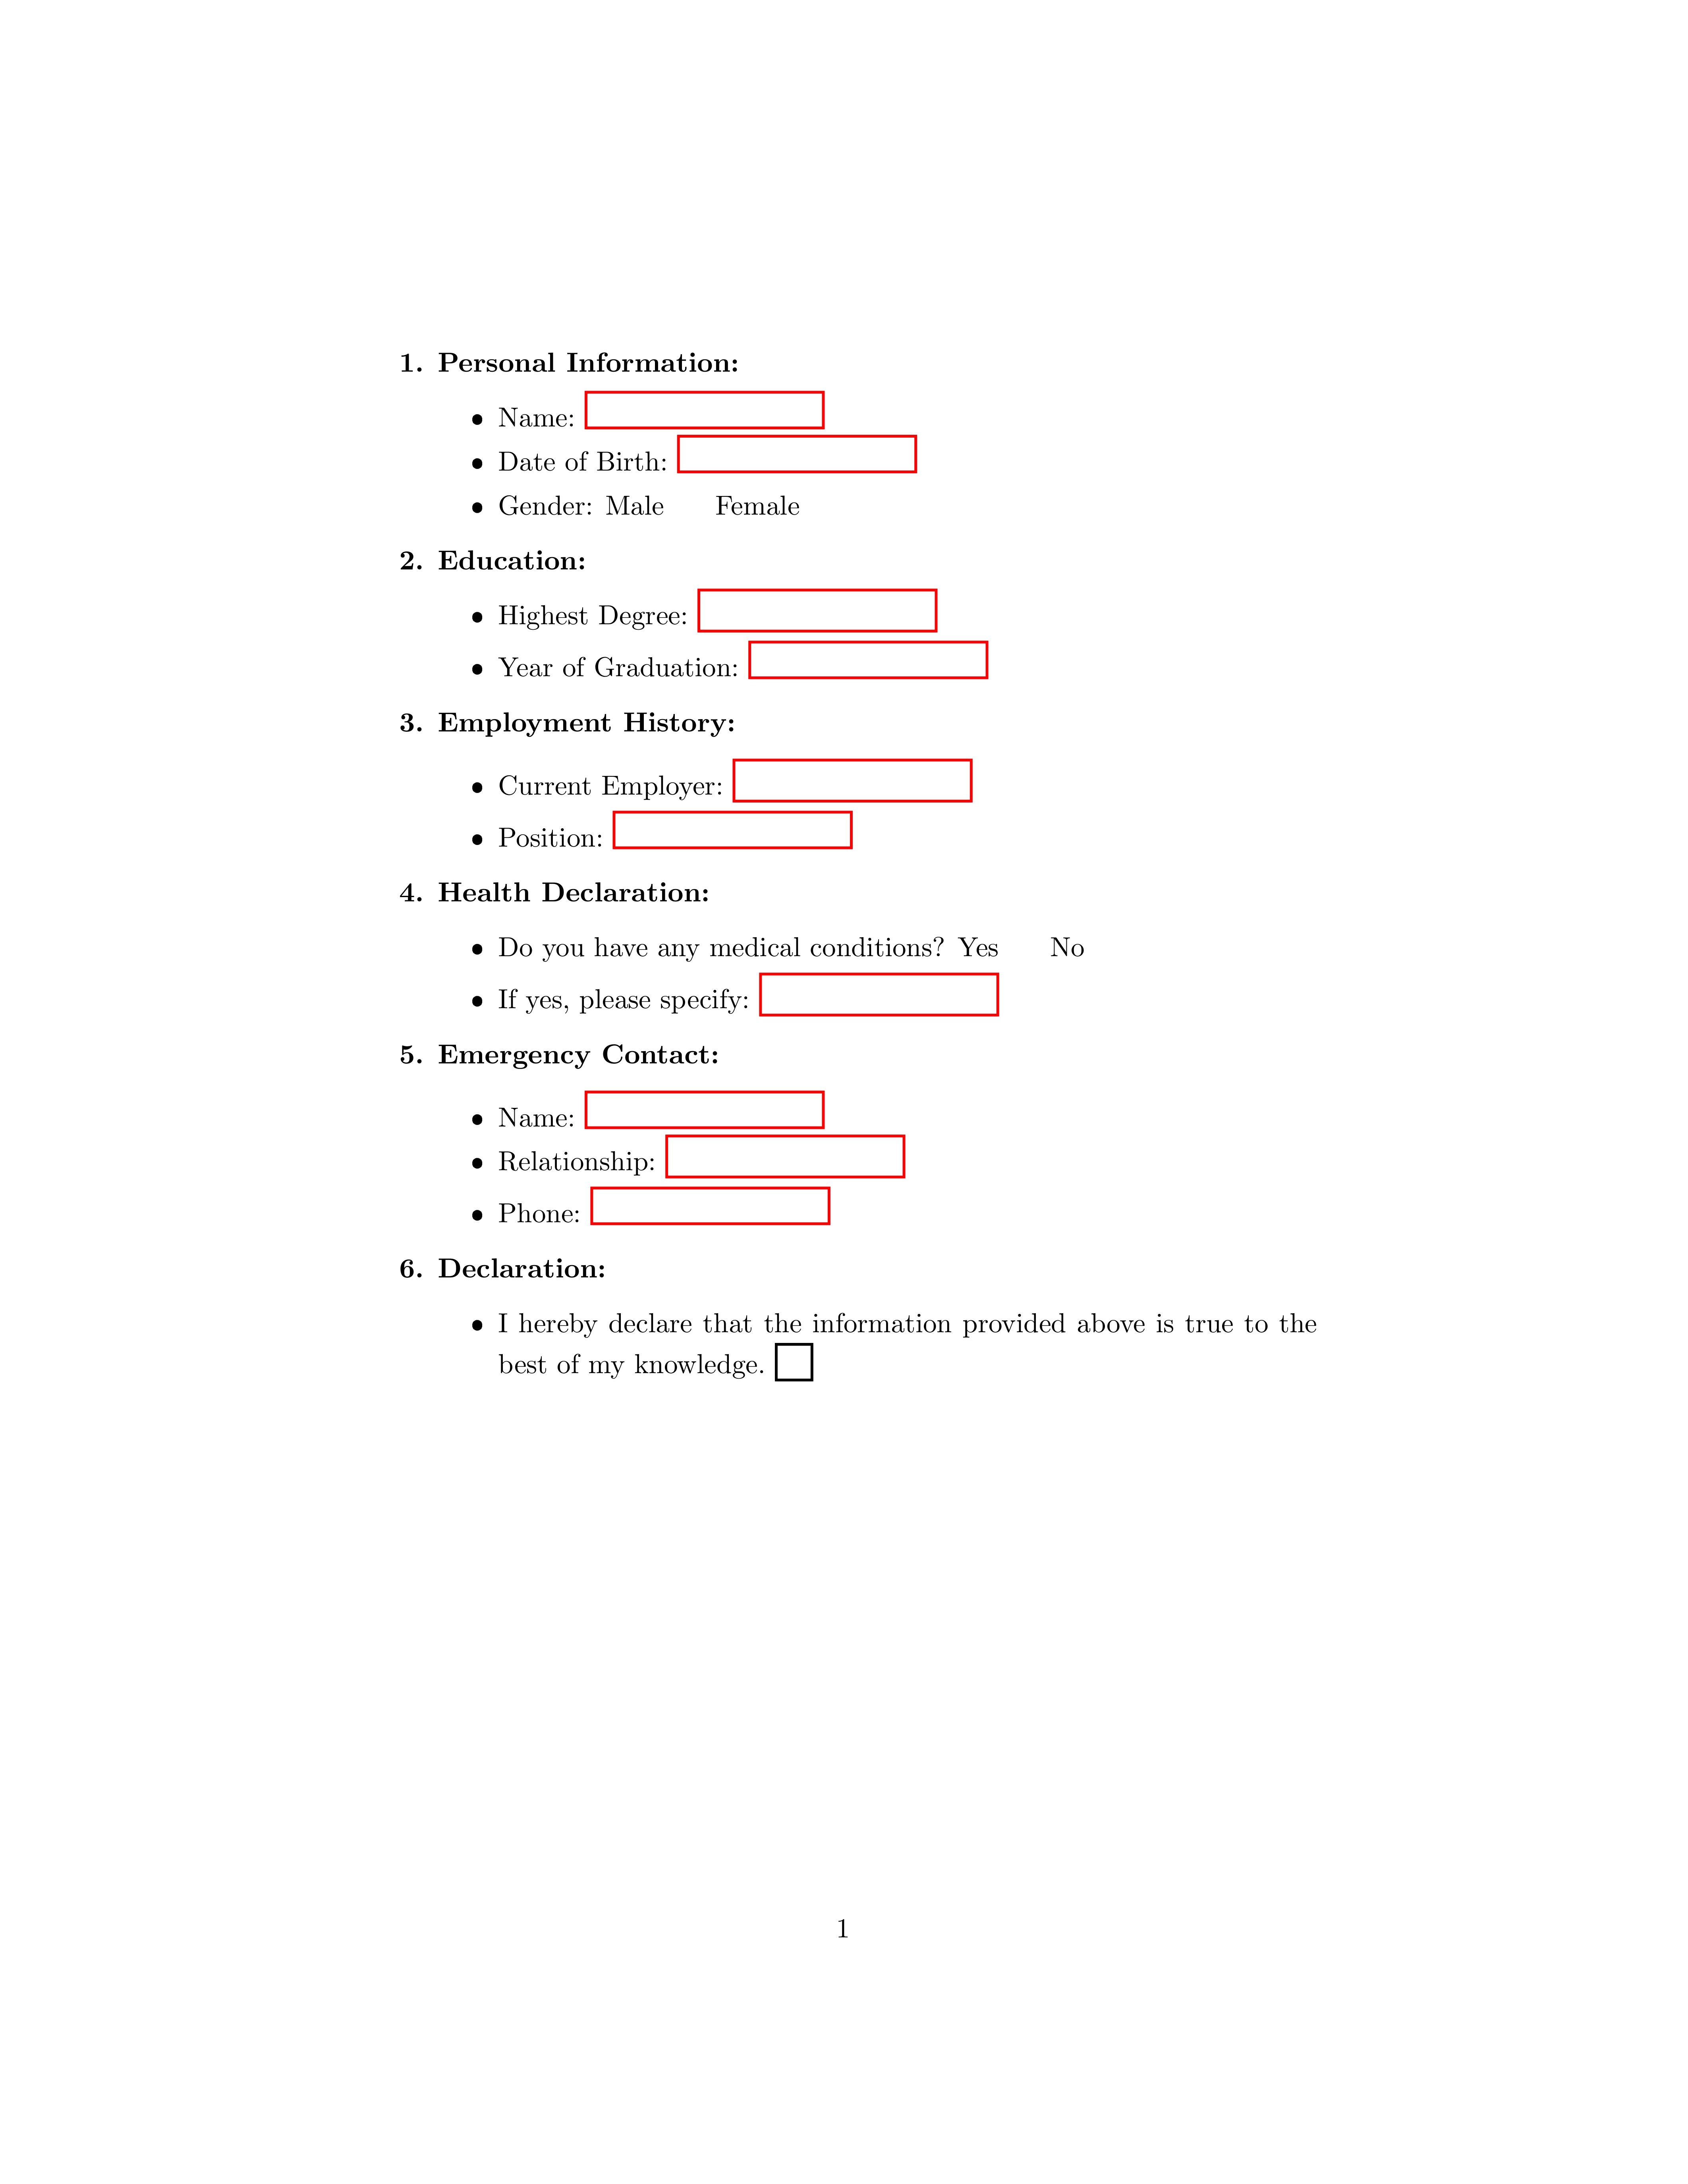 1. Personal Information:
• Name:
• Date of Birth:
• Gender: Male Female
2. Education:
• Highest Degree:
• Year of Graduation:
3. Employment History:
• Current Employer:
• Position:
4. Health Declaration:
• Do you have any medical conditions? Yes No
• If yes, please specify:
5. Emergency Contact:
• Name:
• Relationship:
• Phone:
6. Declaration:
• I hereby declare that the information provided above is true to the
best of my knowledge.
1